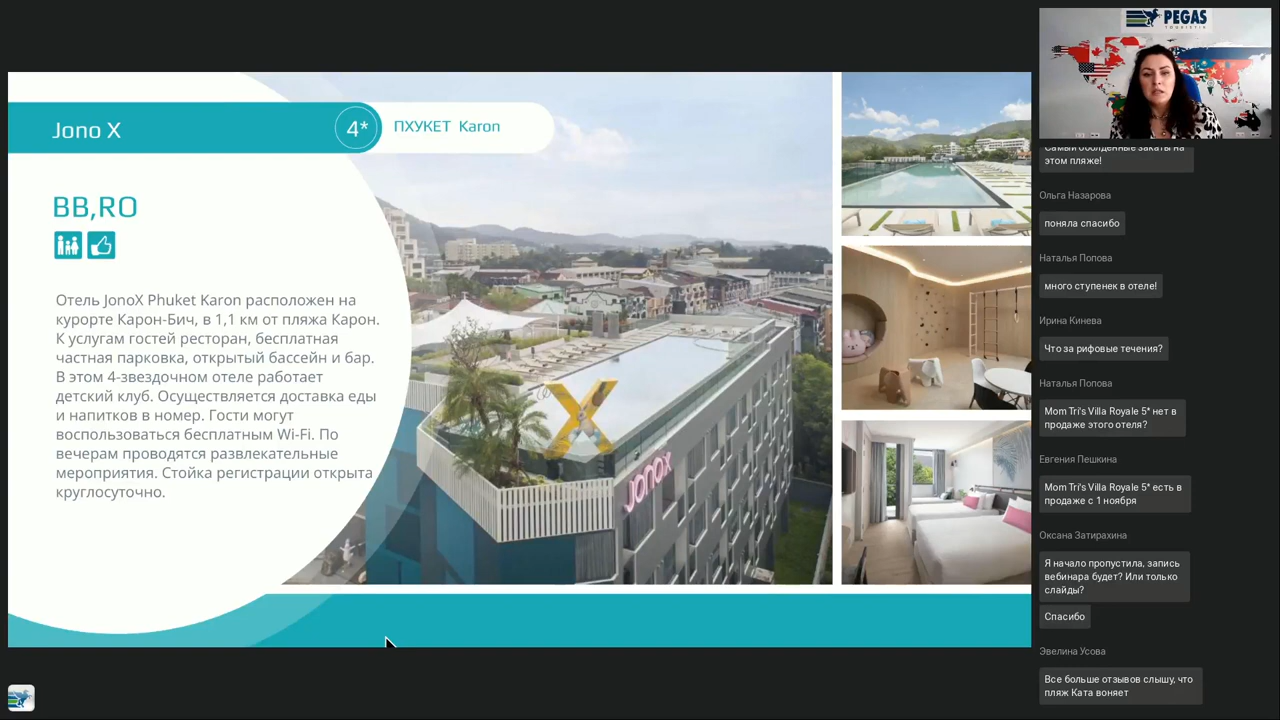 Jono X
4*
ПХУКЕТ Karon
BB,RO
Отель JonoX Phuket Karon расположен на
курорте Карон-Бич, в 1,1 км от пляжа Карон.
К услугам гостей ресторан, бесплатная
частная парковка, открытый бассейн и бар.
В этом 4-звездочном отеле работает
детский клуб. Осуществляется доставка еды
и напитков в номер. Гости могут
воспользоваться бесплатным Wi-Fi. По
вечерам проводятся развлекательные
мероприятия. Стойка регистрации открыта
круглосуточно.
X
JONOX
PEGAS
TOURISTIK
Самый обопденные закаты на
этом пляже!
Ольга Назарова
поняла спасибо
Наталья Попова
много ступенек в отеле!
Ирина Кинева
Что за рифовые течения?
Наталья Попова
Mom Tri's Villa Royale 5* нет в
продаже этого отеля?
Евгения Пешкина
Mom Tri's Villa Royale 5* есть в
продаже с 1 ноября
Оксана Затирахина
Я начало пропустила, запись
вебинара будет? Или только
слайды?
Спасибо
Эвелина Усова
Все больше отзывов слышу, что
пляж Ката воняет